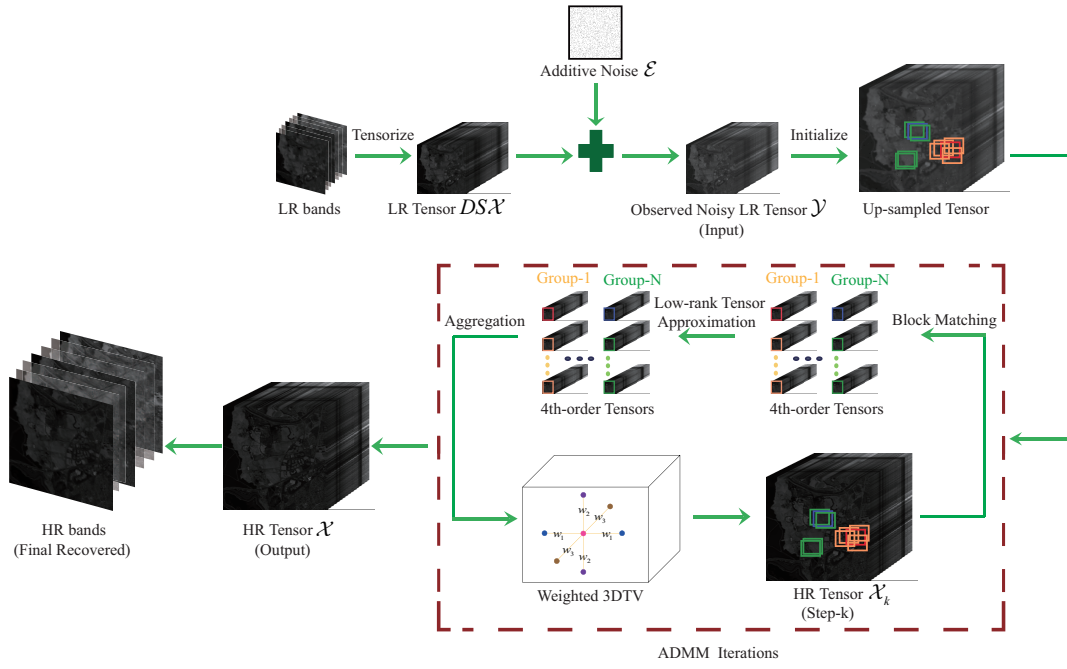 Additive Noise ℰ
Tensorize
Initialize
LR bands
LR Tensor DS𝒳
Observed Noisy LR Tensor 𝒴
(Input)
Up-sampled Tensor
Group-1
Group-N
Group-1
Group-N
Aggregation
Low-rank Tensor
Approximation
Block Matching
4th-order Tensors
4th-order Tensors
w₂
w₃
w₁
w₁
w₃
w₂
HR bands
(Final Recovered)
HR Tensor 𝒳
(Output)
Weighted 3DTV
HR Tensor 𝒳ₖ
(Step-k)
ADMM Iterations